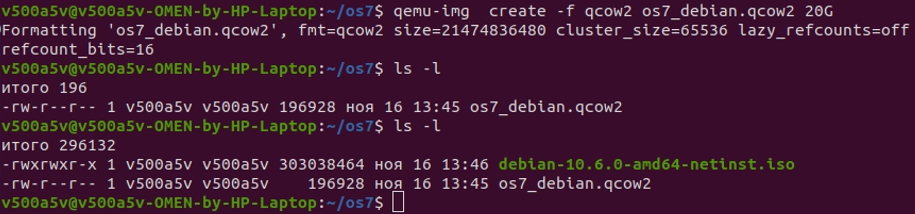 v500a5v@v500a5v-OMEN-by-HP-Laptop:~/os7$ qemu-img  create -f qcow2 os7_debian.qcow2 20G
Formatting 'os7_debian.qcow2', fmt=qcow2 size=21474836480 cluster_size=65536 lazy_refcounts=off
refcount_bits=16
v500a5v@v500a5v-OMEN-by-HP-Laptop:~/os7$ ls -l
итого 196
-rw-r--r-- 1 v500a5v v500a5v 196928 ноя 16 13:45 os7_debian.qcow2
v500a5v@v500a5v-OMEN-by-HP-Laptop:~/os7$ ls -l
итого 296132
-rwxrwxr-x 1 v500a5v v500a5v 303038464 ноя 16 13:46 debian-10.6.0-amd64-netinst.iso
-rw-r--r-- 1 v500a5v v500a5v    196928 ноя 16 13:45 os7_debian.qcow2
v500a5v@v500a5v-OMEN-by-HP-Laptop:~/os7$